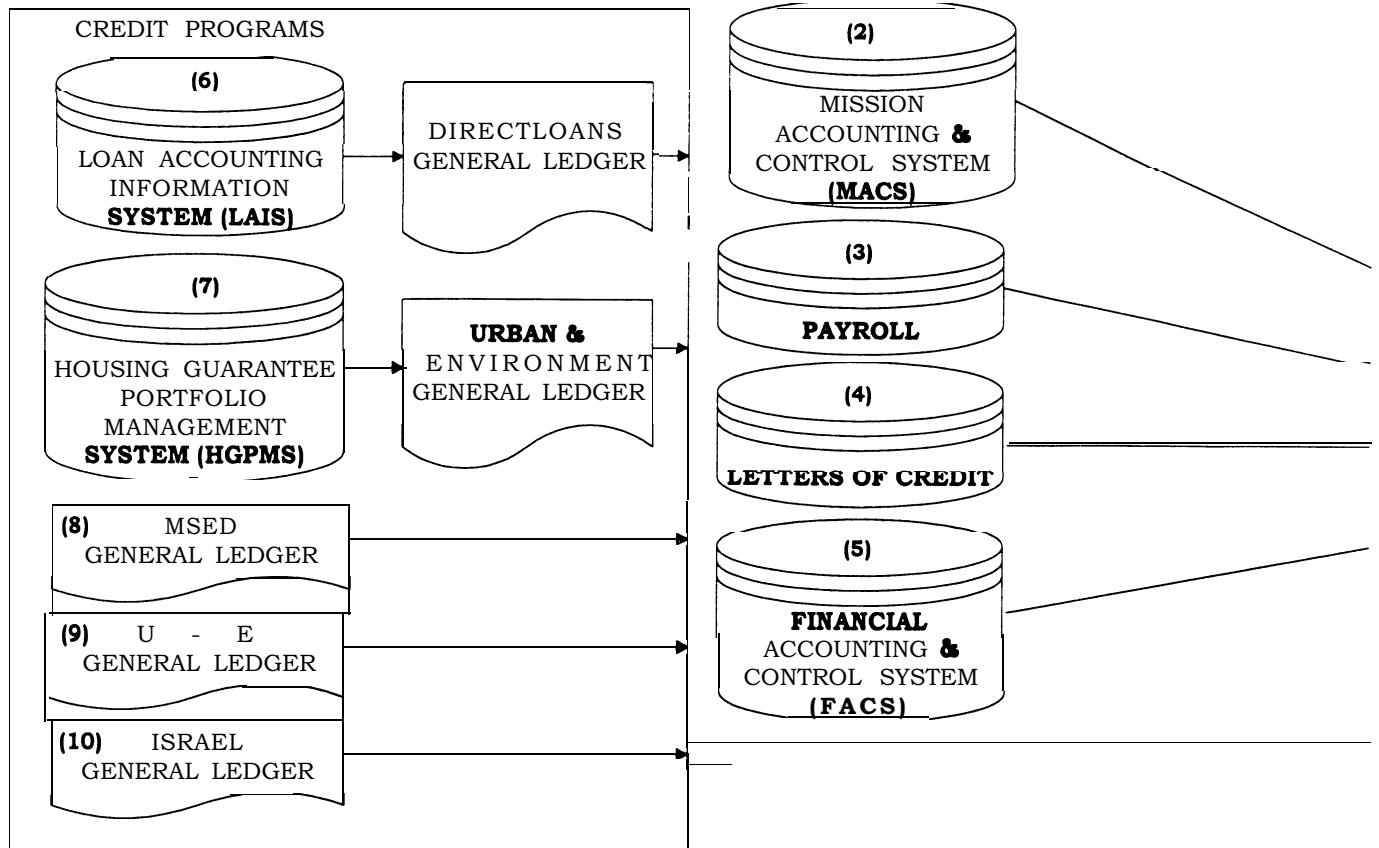 CREDIT PROGRAMS
(6)
LOAN ACCOUNTING
INFORMATION
SYSTEM (LAIS)
DIRECTLOANS
GENERAL LEDGER
(7)
HOUSING GUARANTEE
PORTFOLIO
MANAGEMENT
SYSTEM (HGPMS)
URBAN &
ENVIRONMENT
GENERAL LEDGER
(8) MSED
GENERAL LEDGER
(9) U - E
GENERAL LEDGER
(10) ISRAEL
GENERAL LEDGER
(2)
MISSION
ACCOUNTING &
CONTROL SYSTEM
(MACS)
(3)
PAYROLL
(4)
LETTERS OF CREDIT
(5)
FINANCIAL
ACCOUNTING &
CONTROL SYSTEM
(FACS)